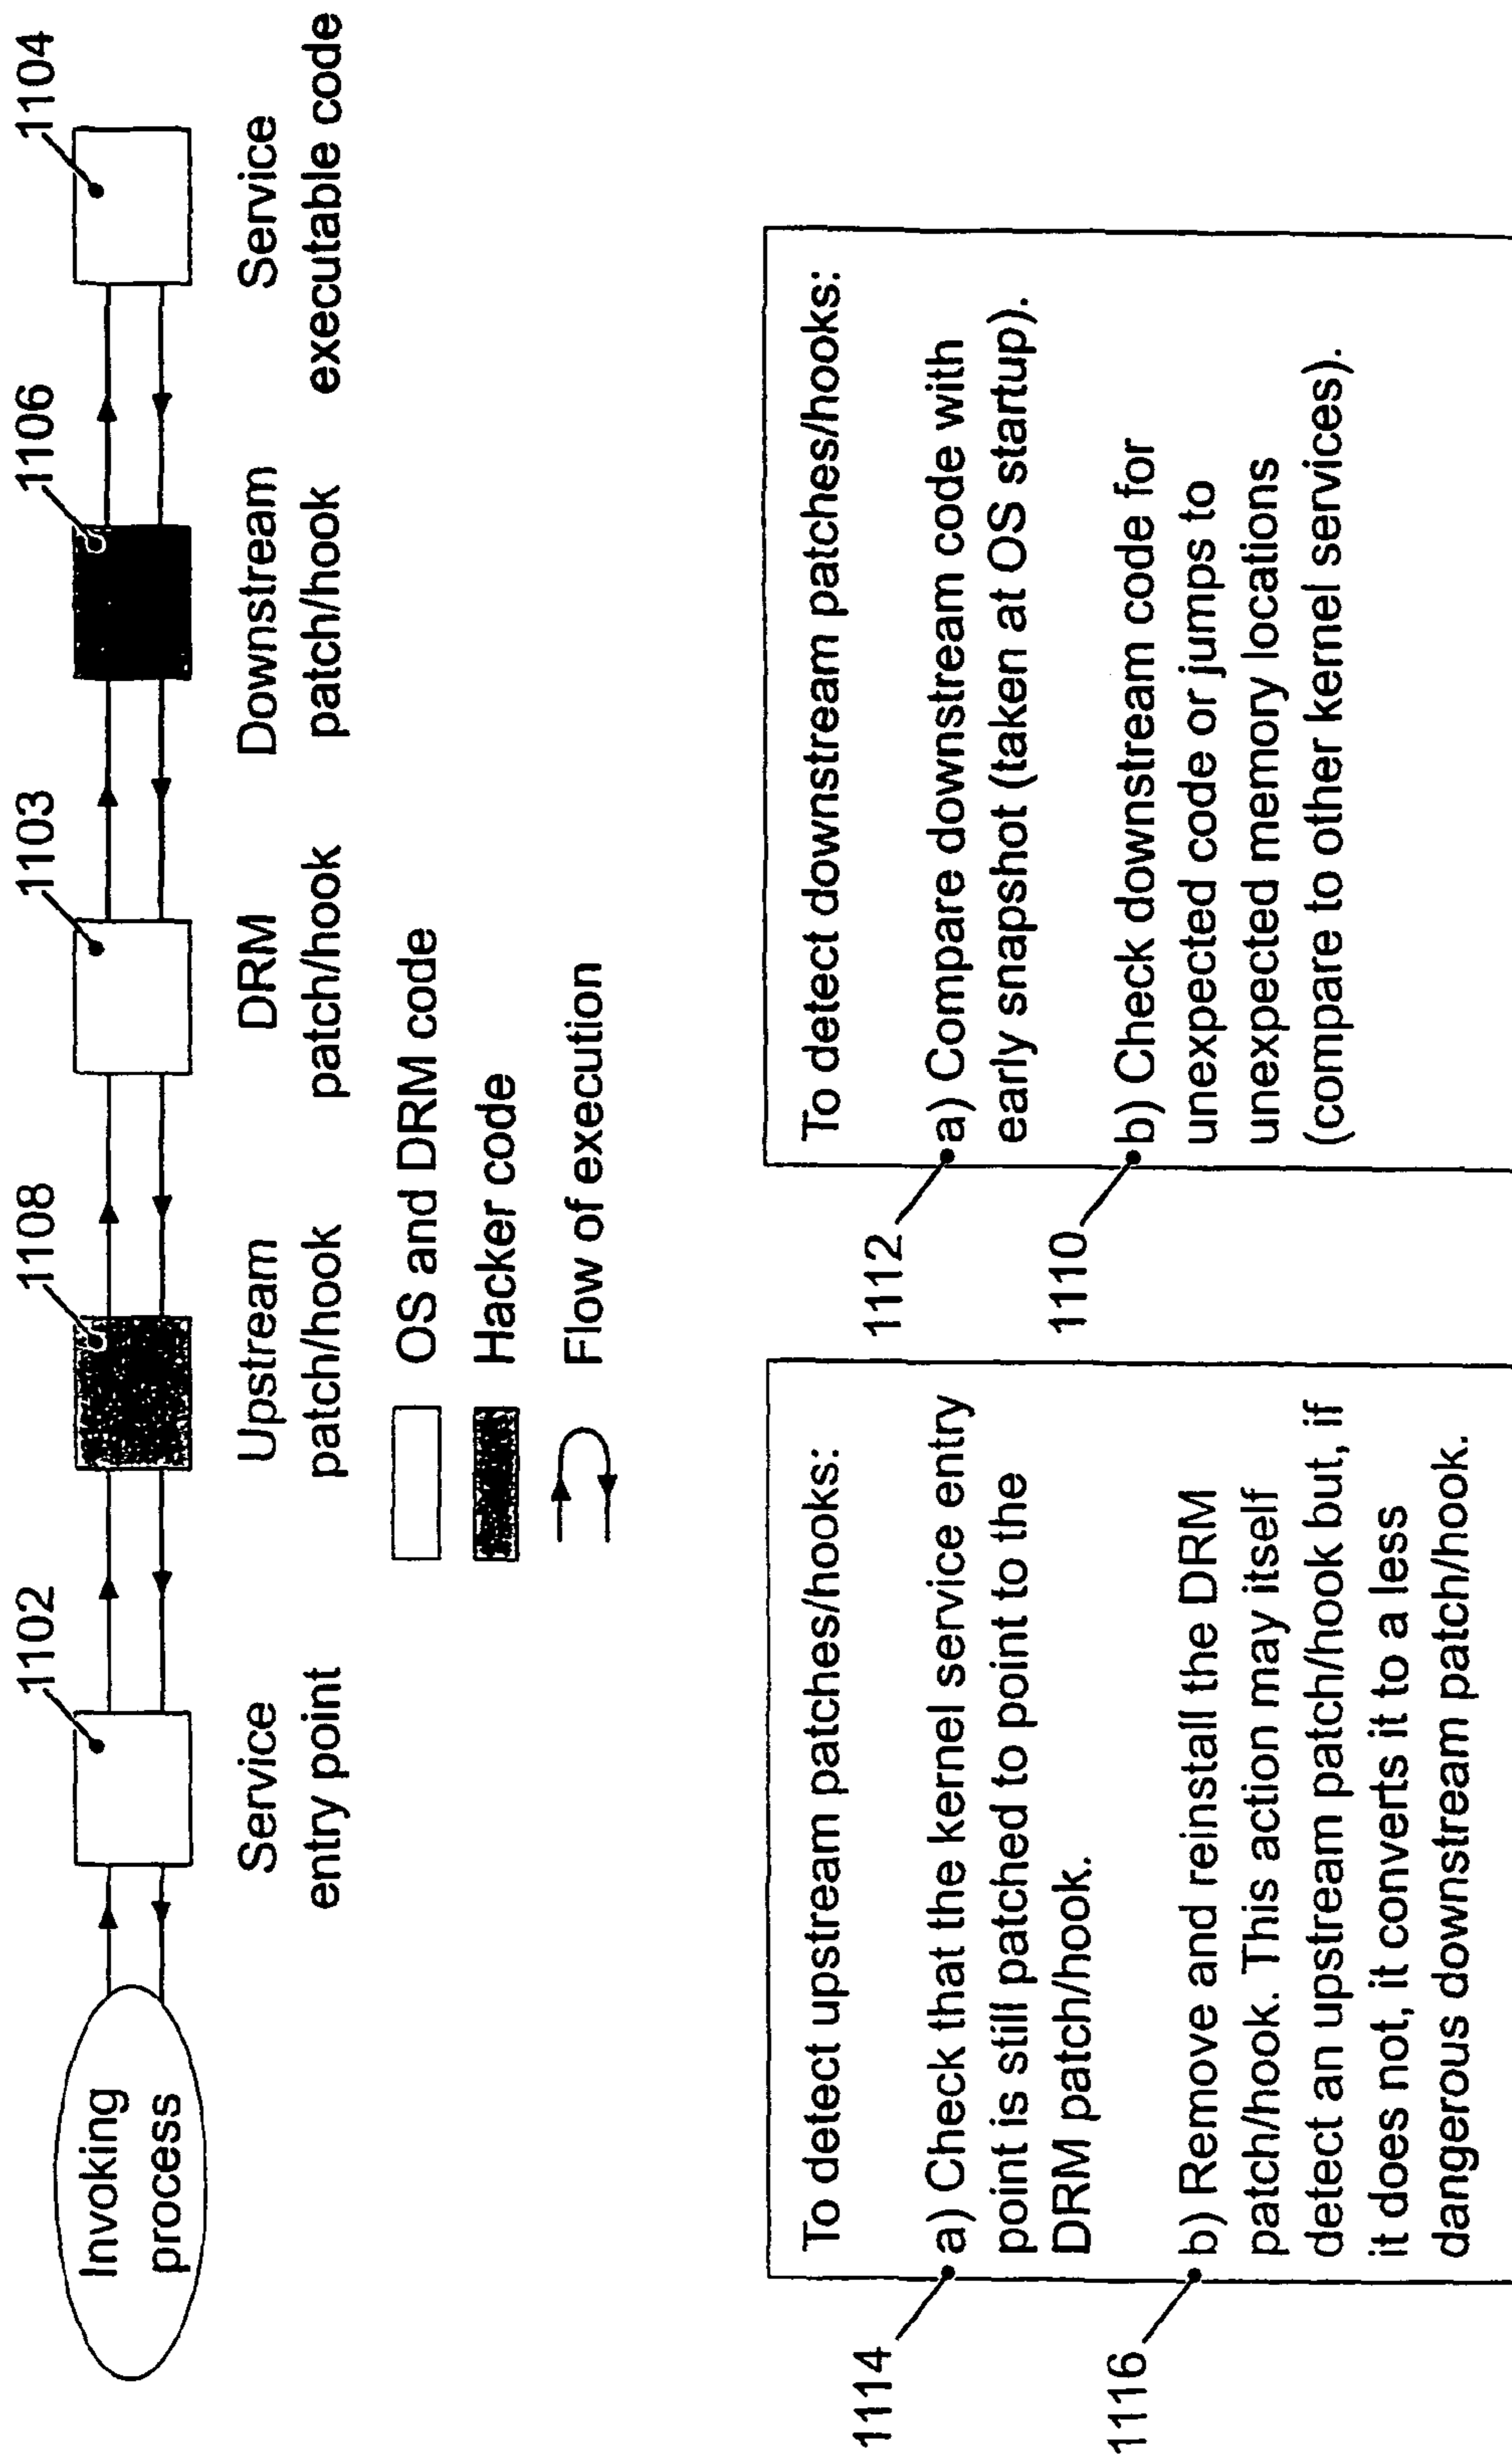 1102
1108
1103
1106
1104
Invoking
process
Service
entry point
Upstream
patch/hook
DRM
patch/hook
Downstream
patch/hook
Service
executable code
OS and DRM code
Hacker code
Flow of execution
To detect upstream patches/hooks:
1114
a) Check that the kernel service entry
point is still patched to point to the
DRM patch/hook.
1116
b) Remove and reinstall the DRM
patch/hook. This action may itself
detect an upstream patch/hook but, if
it does not, it converts it to a less
dangerous downstream patch/hook.
To detect downstream patches/hooks:
1112
a) Compare downstream code with
early snapshot (taken at OS startup).
1110
b) Check downstream code for
unexpected code or jumps to
unexpected memory locations
(compare to other kernel services).